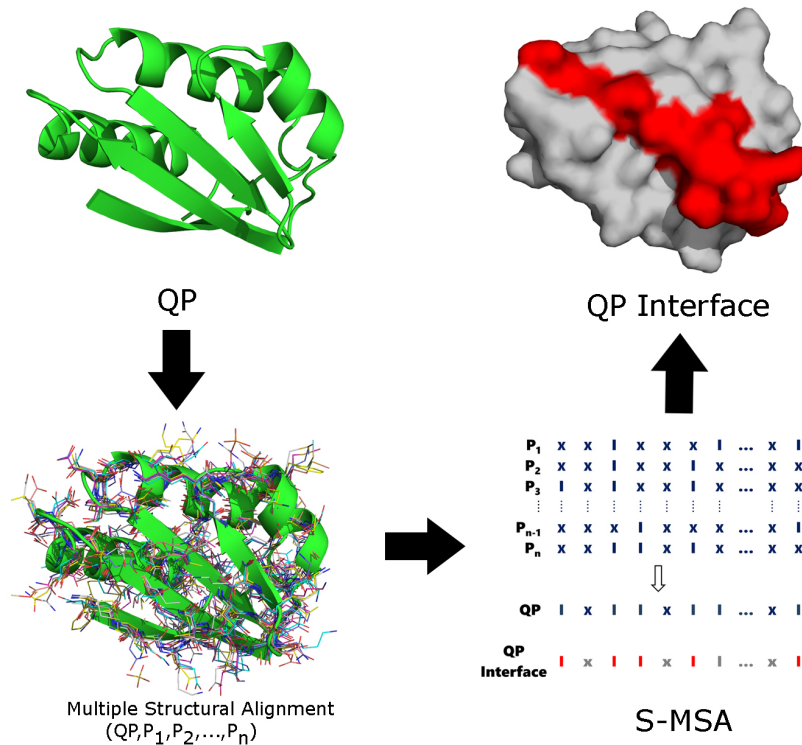 QP
QP Interface
Multiple Structural Alignment
(QP,P1,P2,...,Pn)
P1 x x I x x x I ... x I
P2 x x I x x I x ... x x
P3 I x I x x I x ... x x
Pn-1 x x x I x x x ... x I
Pn x x I I x I x ... x x
QP I x I I x I I ... x I
QP
Interface I x I I x I I ... x I
S-MSA